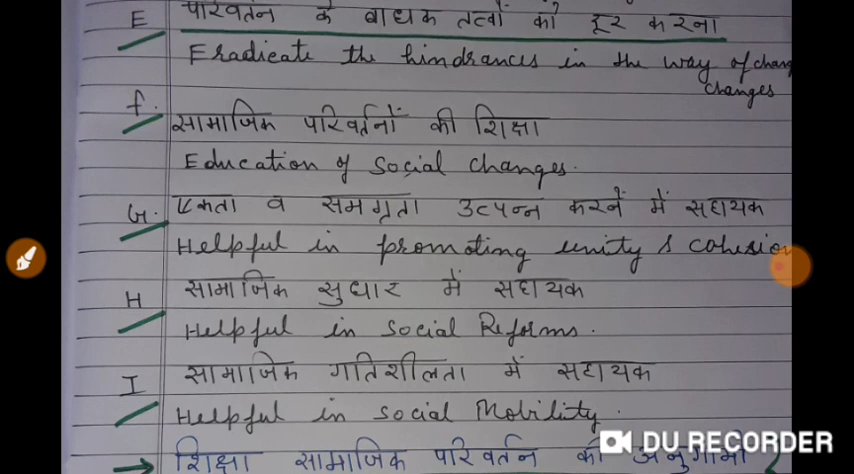 E परिवर्तन के बाधक तत्वों को दूर करना
Eradicate the hindrances in the way of chang
changes
f. सामाजिक परिवर्तनों की शिक्षा
Education of Social Changes.
G. एकता व समग्रता उत्पन्न करनें में सहायक
Helpful in promoting unity & cohesion
H सामाजिक सुधार में सहायक
Helpful in Social Reforms.
I सामाजिक गतिशीलता में सहायक
Helpful in Social Mobility.
→ शिक्षा सामाजिक परिवर्तन की अनुगामी
DU RECORDER